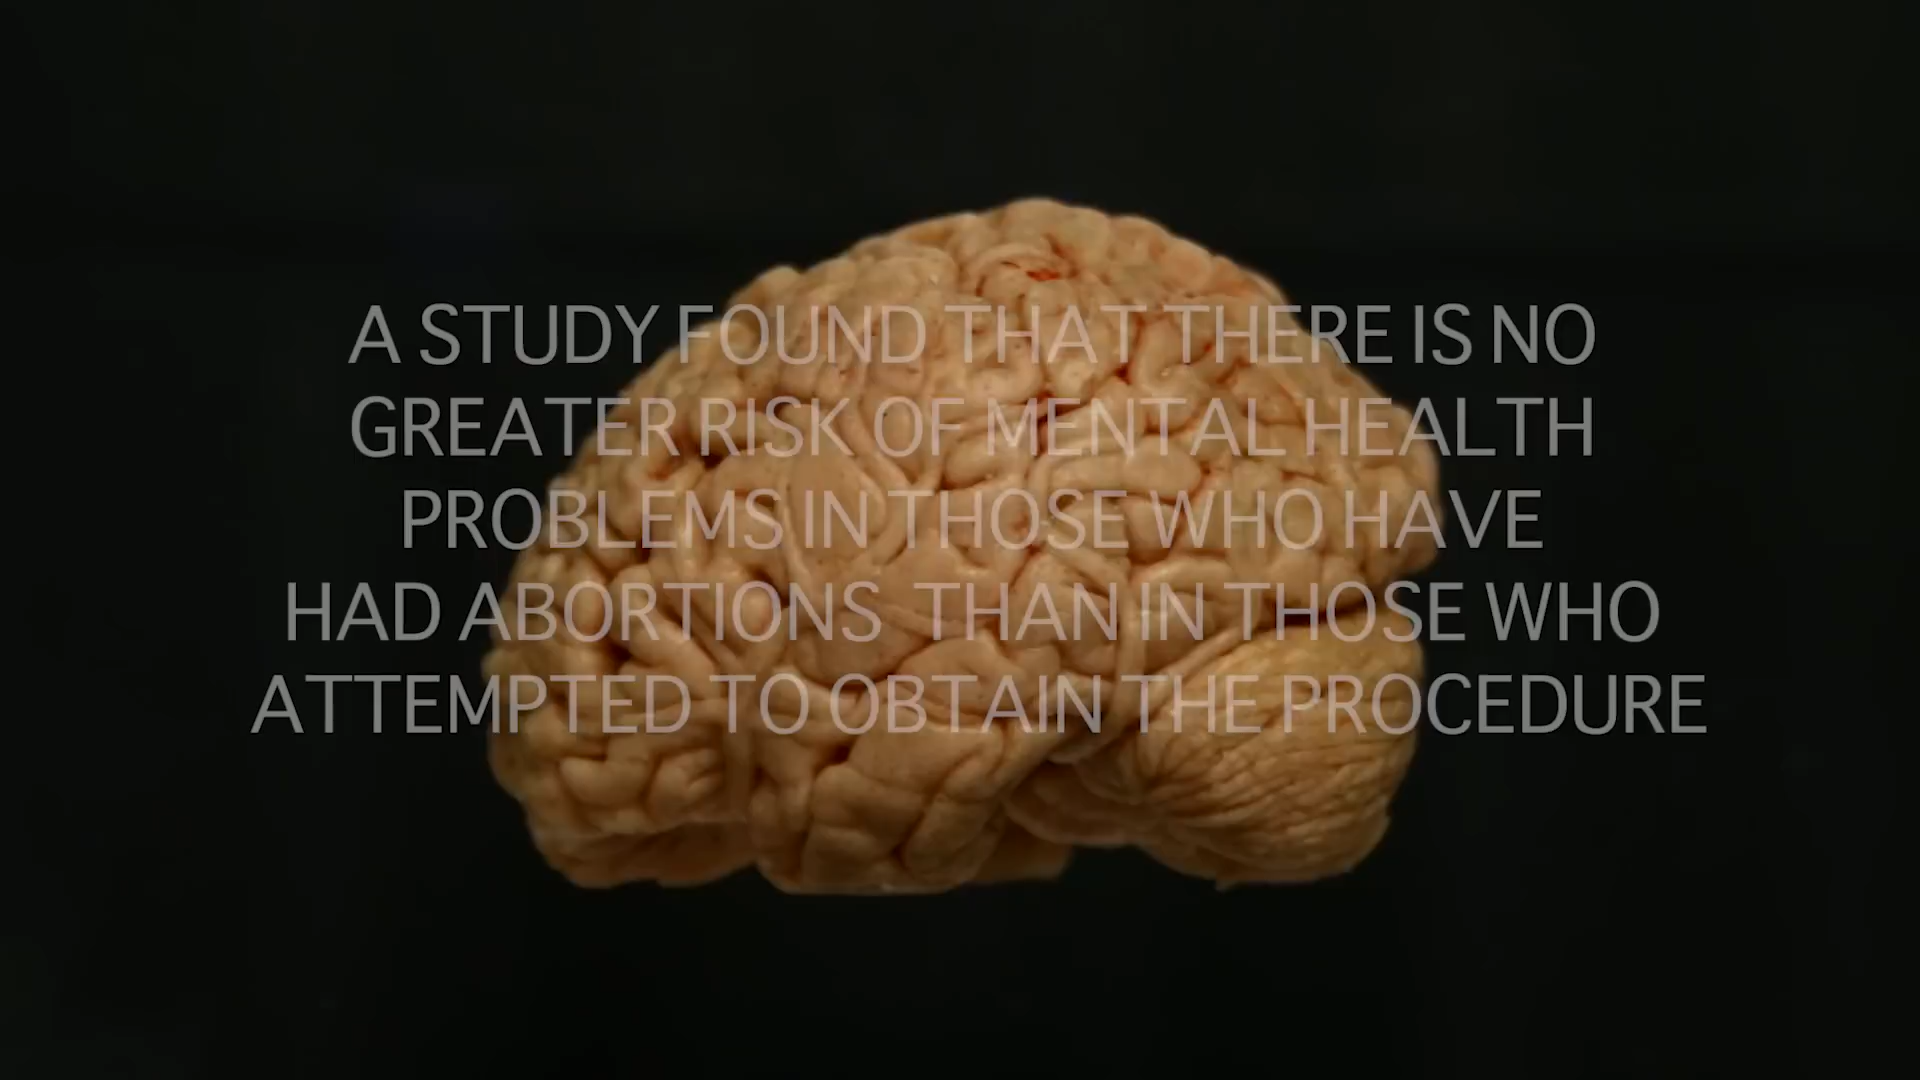 A STUDY FOUND THAT THERE IS NO
GREATER RISK OF MENTAL HEALTH
PROBLEMS IN THOSE WHO HAVE
HAD ABORTIONS THAN IN THOSE WHO
ATTEMPTED TO OBTAIN THE PROCEDURE